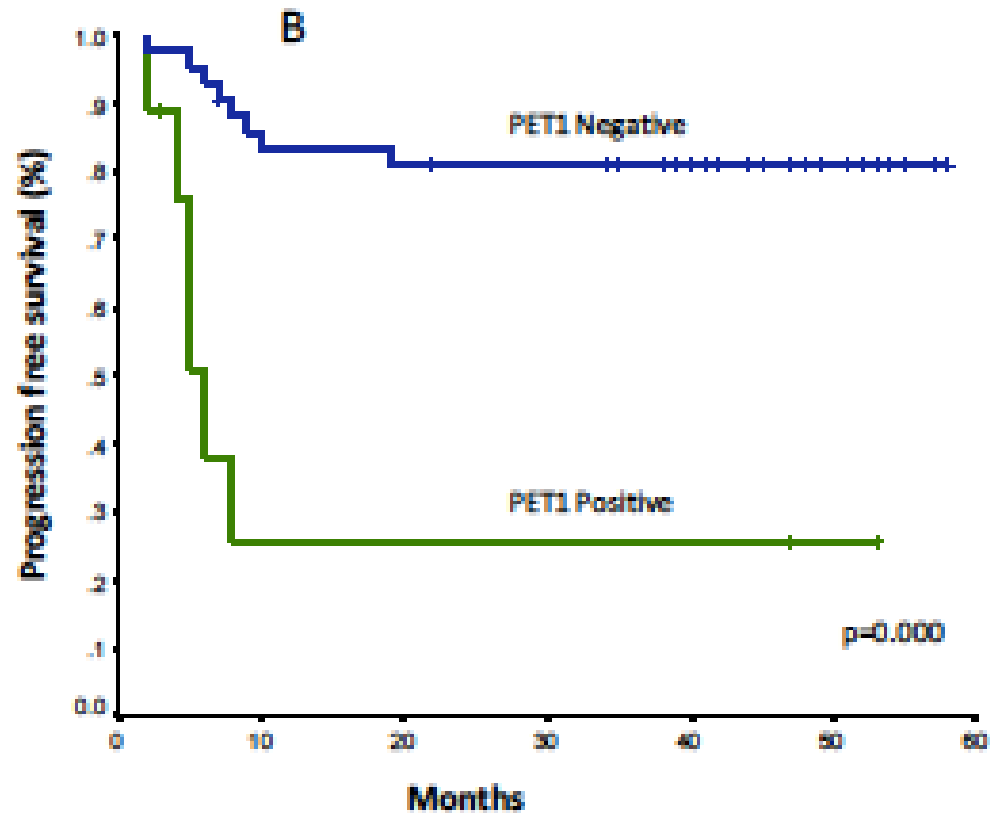 B
1.0
.9
.8
.7
.6
.5
.4
.3
.2
.1
0.0
Progression free survival (%)
PET1 Negative
PET1 Positive
p=0.000
0 10 20 30 40 50 60
Months